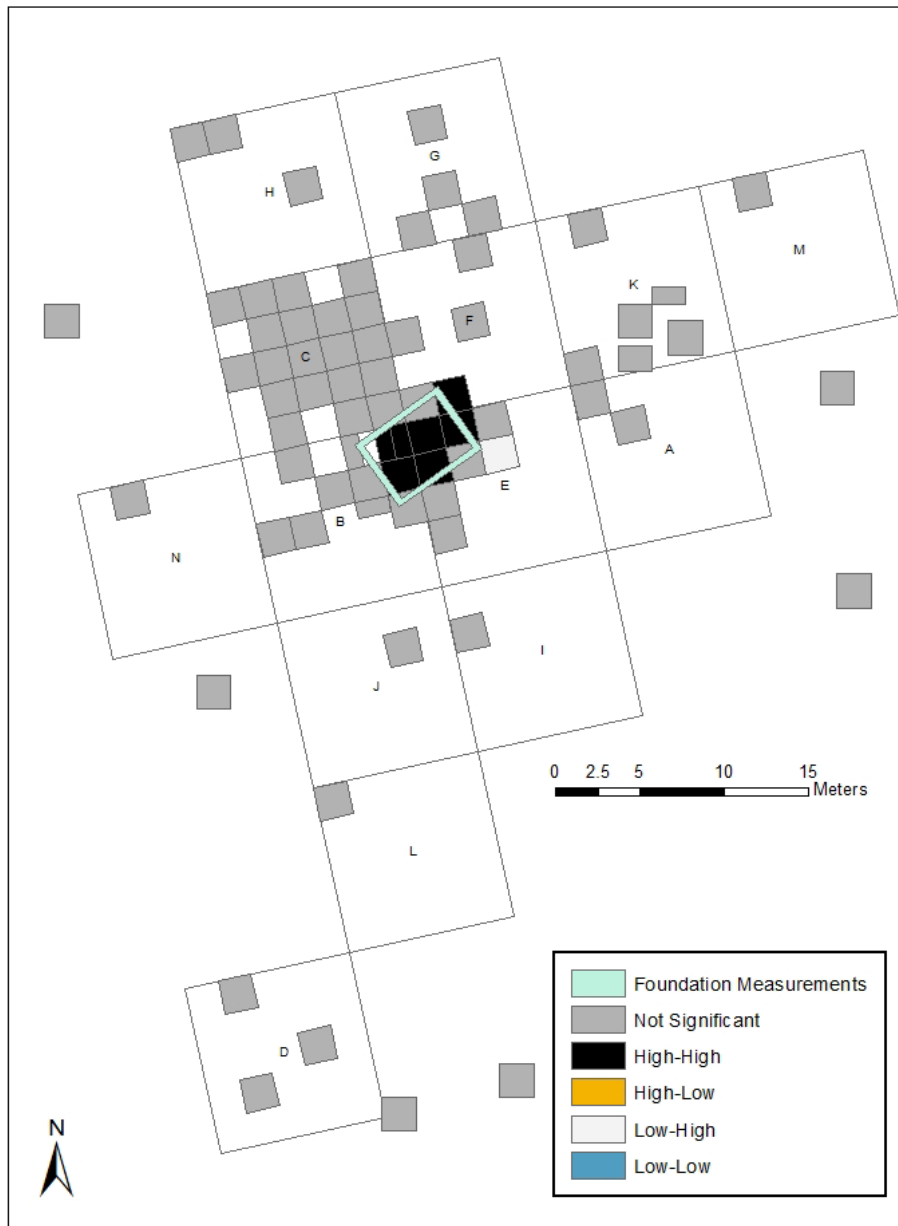 G
H
M
K
F
C
A
E
B
N
I
J
0 2.5 5 10 15
Meters
L
Foundation Measurements
Not Significant
High-High
High-Low
Low-High
Low-Low
D
N